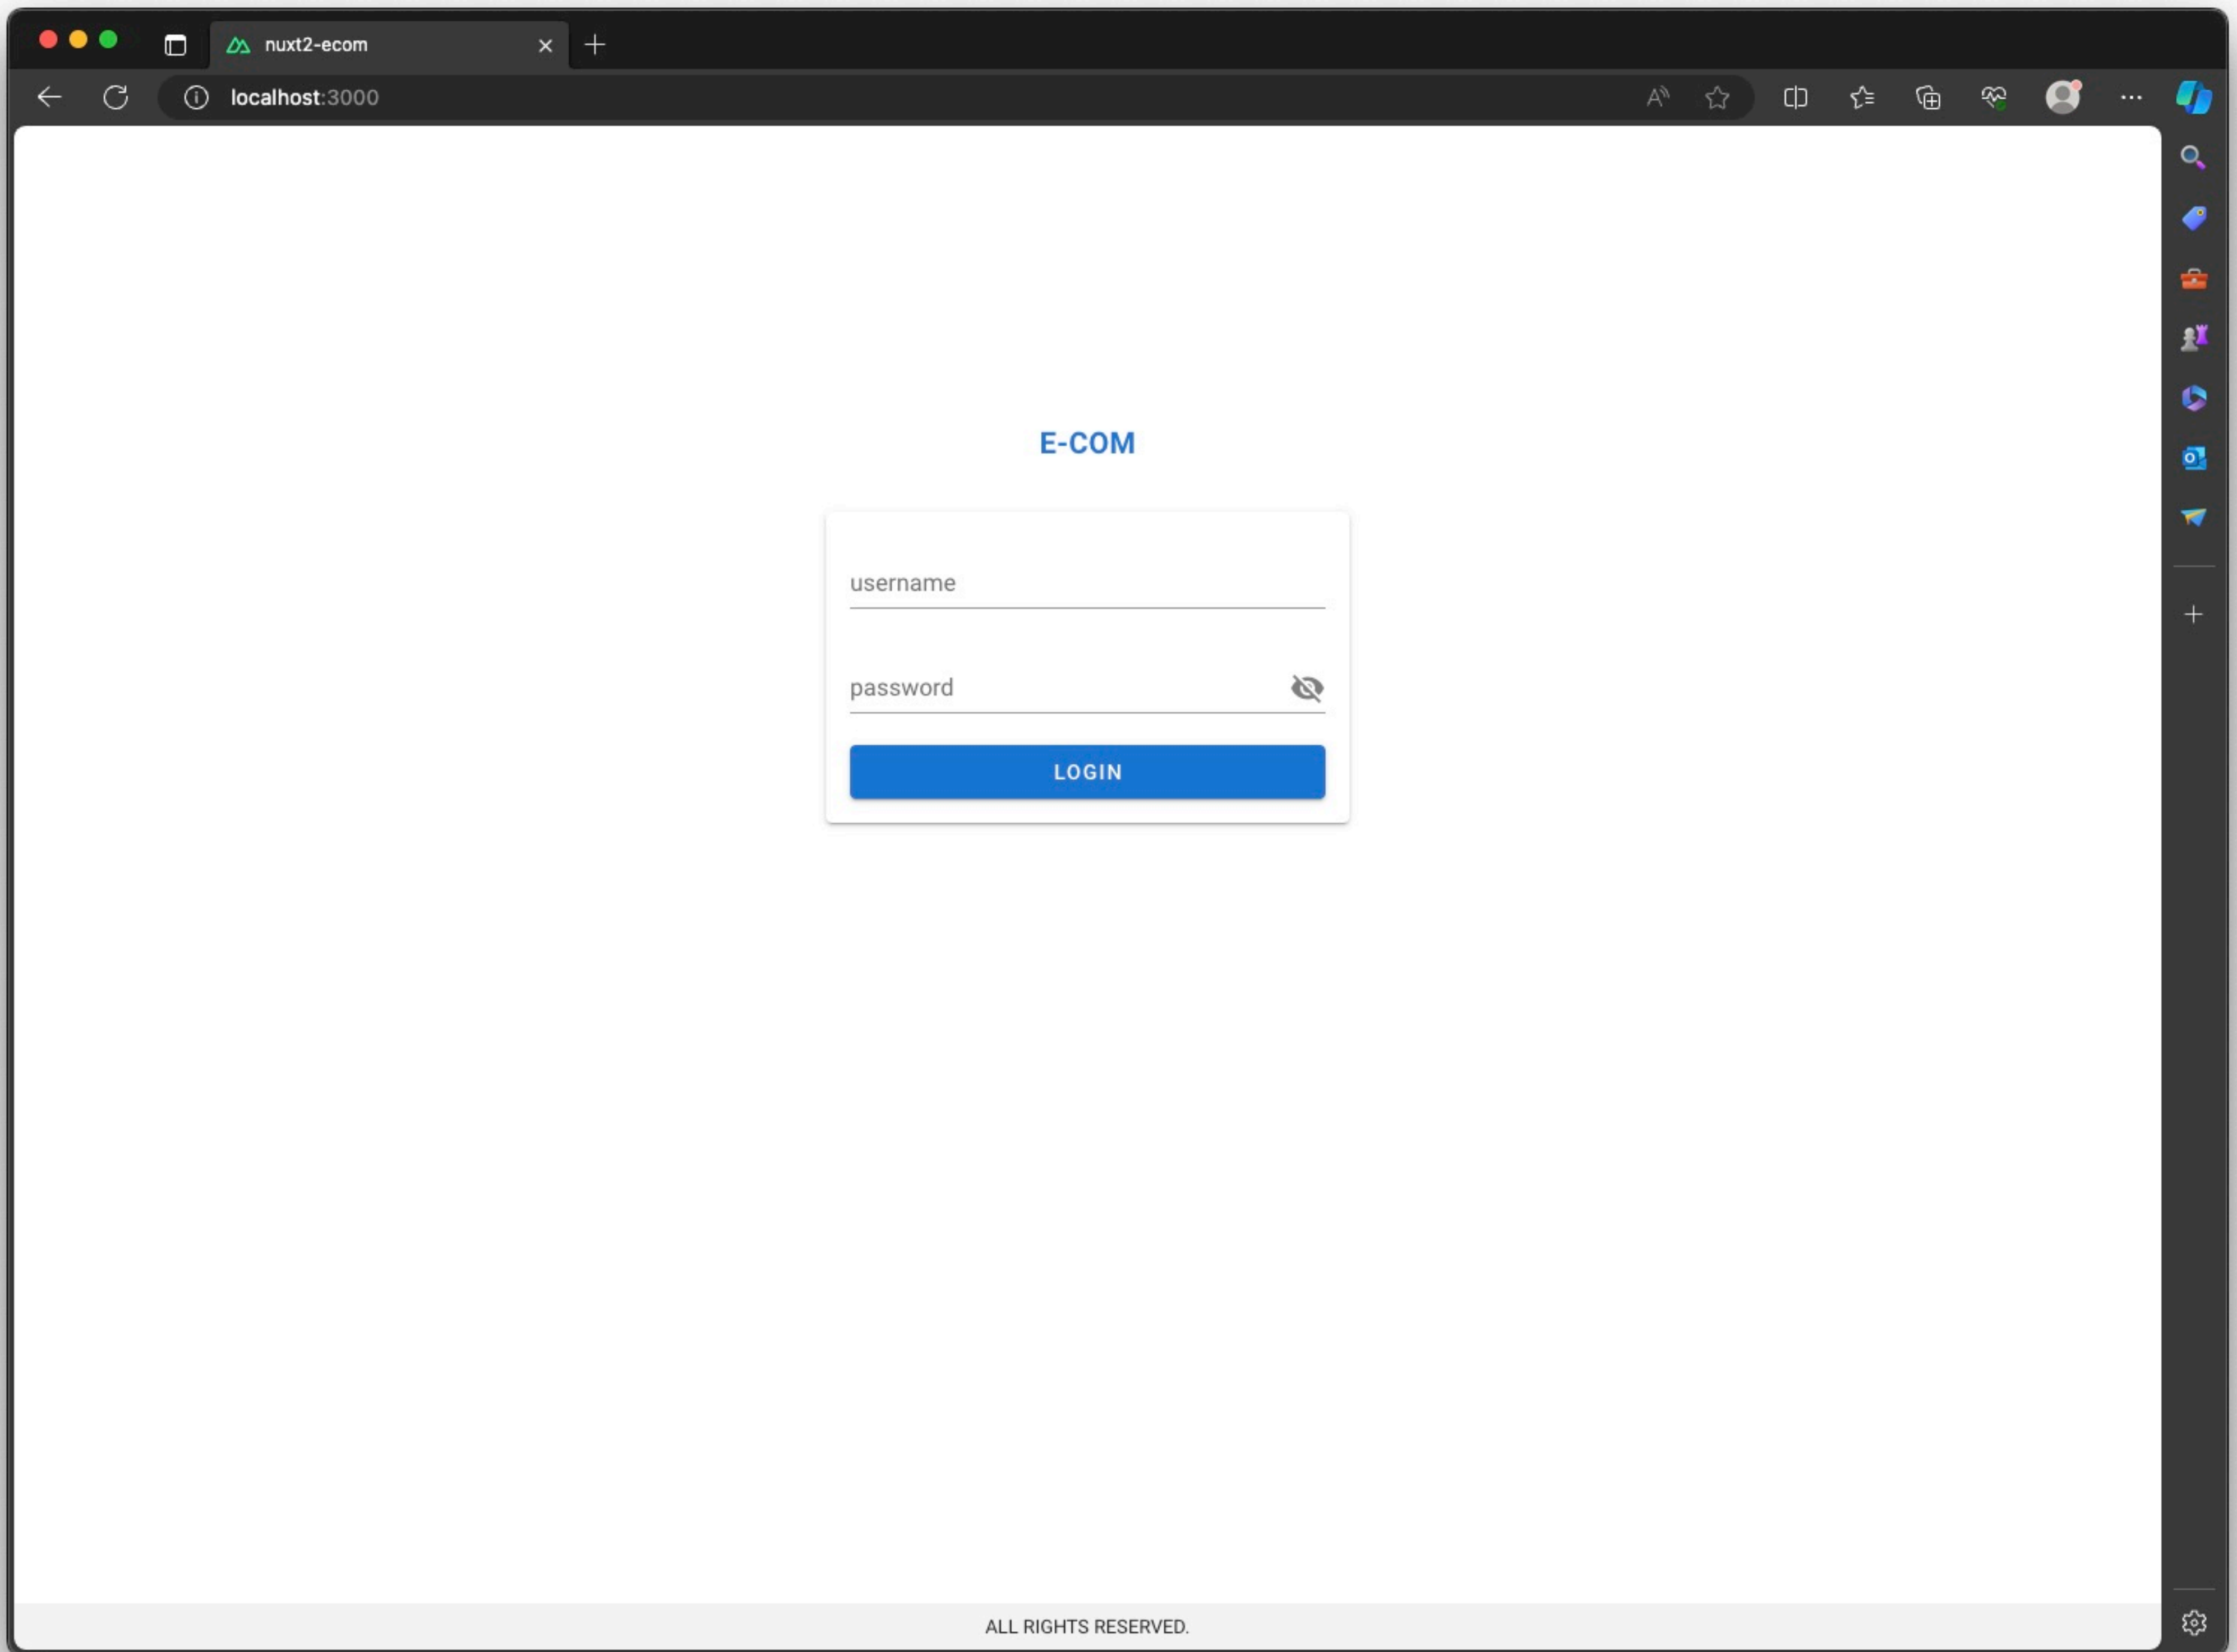 nuxt2-ecom
localhost:3000
E-COM
username
password
LOGIN
ALL RIGHTS RESERVED.